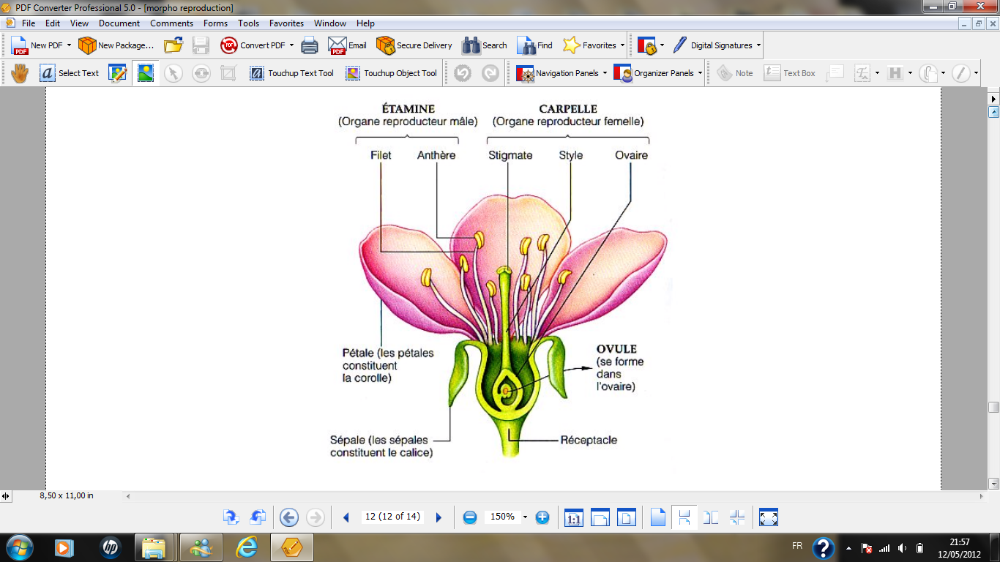 PDF Converter Professional 5.0 - [morpho reproduction]
File Edit View Document Comments Forms Tools Favorites Window Help
New PDF New Package... Convert PDF Email Secure Delivery Search Find Favorites Digital Signatures
Select Text Touchup Text Tool Touchup Object Tool Navigation Panels Organizer Panels Note Text Box
ÉTAMINE
(Organe reproducteur mâle)
CARPELLE
(Organe reproducteur femelle)
Filet Anthère Stigmate Style Ovaire
Pétale (les pétales
constituent
la corolle)
OVULE
(se forme
dans
l'ovaire)
Sépale (les sépales
constituent le calice)
Réceptacle
8,50 x 11,00 in
12 (12 of 14) 150% 1:1
hp FR 21:57
12/05/2012